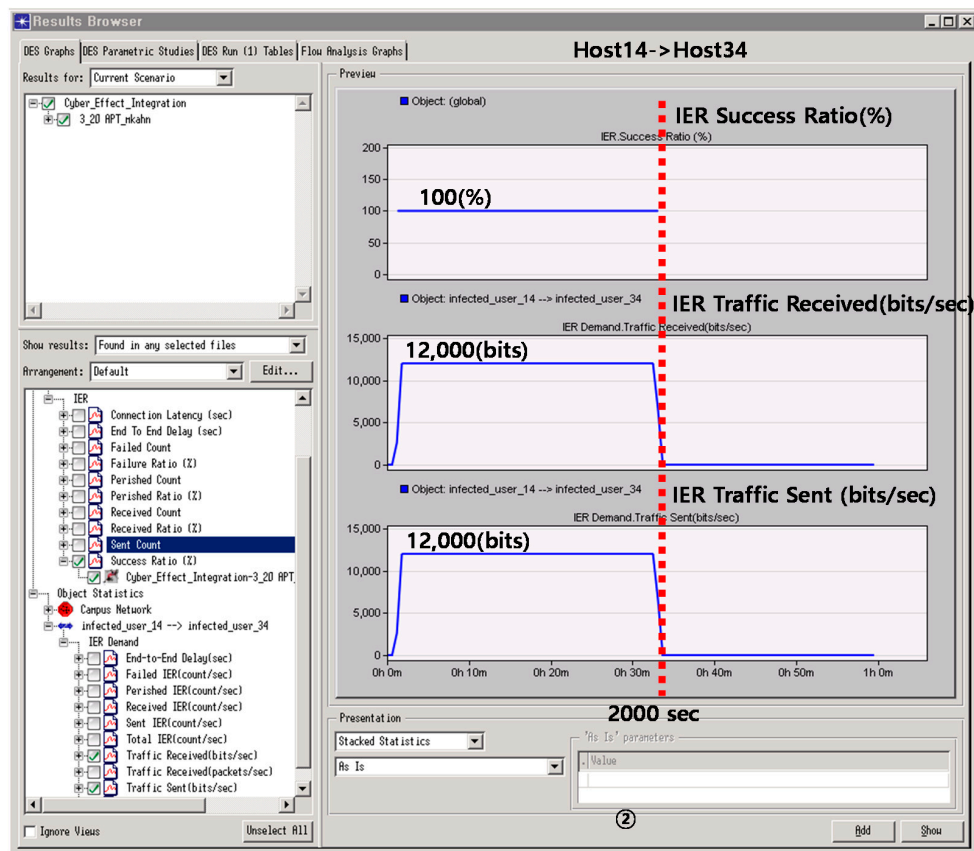 Results Browser
DES Graphs
DES Parametric Studies
DES Run (1) Tables
Flow Analysis Graphs
Host14->Host34
Results for:
Current Scenario
Cyber_Effect_Integration
3_20 APT_mkahn
Show results:
Found in any selected files
Arrangement:
Default
Edit...
IER
Connection Latency (sec)
End To End Delay (sec)
Failed Count
Failure Ratio (%)
Perished Count
Perished Ratio (%)
Received Count
Received Ratio (%)
Sent Count
Success Ratio (%)
Cyber_Effect_Integration-3_20 APT_
Object Statistics
Campus Network
infected_user_14 --> infected_user_34
IER Demand
End-to-End Delay(sec)
Failed IER(count/sec)
Perished IER(count/sec)
Received IER(count/sec)
Sent IER(count/sec)
Total IER(count/sec)
Traffic Received(bits/sec)
Traffic Received(packets/sec)
Traffic Sent(bits/sec)
Ignore Views
Unselect All
Preview
Object: (global)
IER Success Ratio(%)
IER.Success Ratio (%)
200
150
100(%)
100
50
0
Object: infected_user_14 --> infected_user_34
IER Traffic Received(bits/sec)
IER Demand.Traffic Received(bits/sec)
15,000
12,000(bits)
10,000
5,000
0
Object: infected_user_14 --> infected_user_34
IER Traffic Sent (bits/sec)
IER Demand.Traffic Sent(bits/sec)
15,000
12,000(bits)
10,000
5,000
0
0h 0m
0h 10m
0h 20m
0h 30m
0h 40m
0h 50m
1h 0m
2000 sec
Presentation
Stacked Statistics
As Is
'As Is' parameters
. Value
②
Add
Show